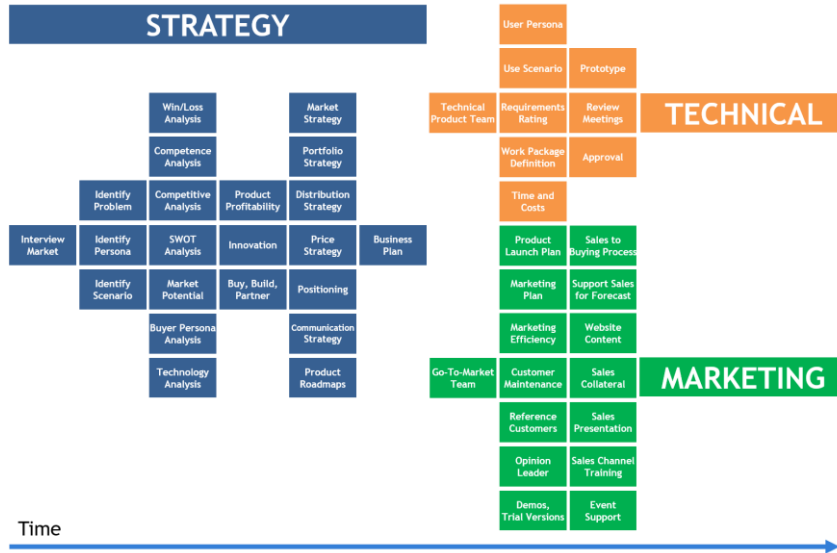 STRATEGY
User Persona
Use Scenario
Prototype
Technical
Product Team
Requirements
Rating
Review
Meetings
TECHNICAL
Work Package
Definition
Approval
Time and
Costs
Win/Loss
Analysis
Market
Strategy
Competence
Analysis
Portfolio
Strategy
Identify
Problem
Competitive
Analysis
Product
Profitability
Distribution
Strategy
Interview
Market
Identify
Persona
SWOT
Analysis
Innovation
Price
Strategy
Business
Plan
Identify
Scenario
Market
Potential
Buy, Build,
Partner
Positioning
Buyer Persona
Analysis
Communication
Strategy
Technology
Analysis
Product
Roadmaps
Product
Launch Plan
Sales to
Buying Process
Marketing
Plan
Support Sales
for Forecast
Marketing
Efficiency
Website
Content
Go-To-Market
Team
Customer
Maintenance
Sales
Collateral
MARKETING
Reference
Customers
Sales
Presentation
Opinion
Leader
Sales Channel
Training
Demos,
Trial Versions
Event
Support
Time